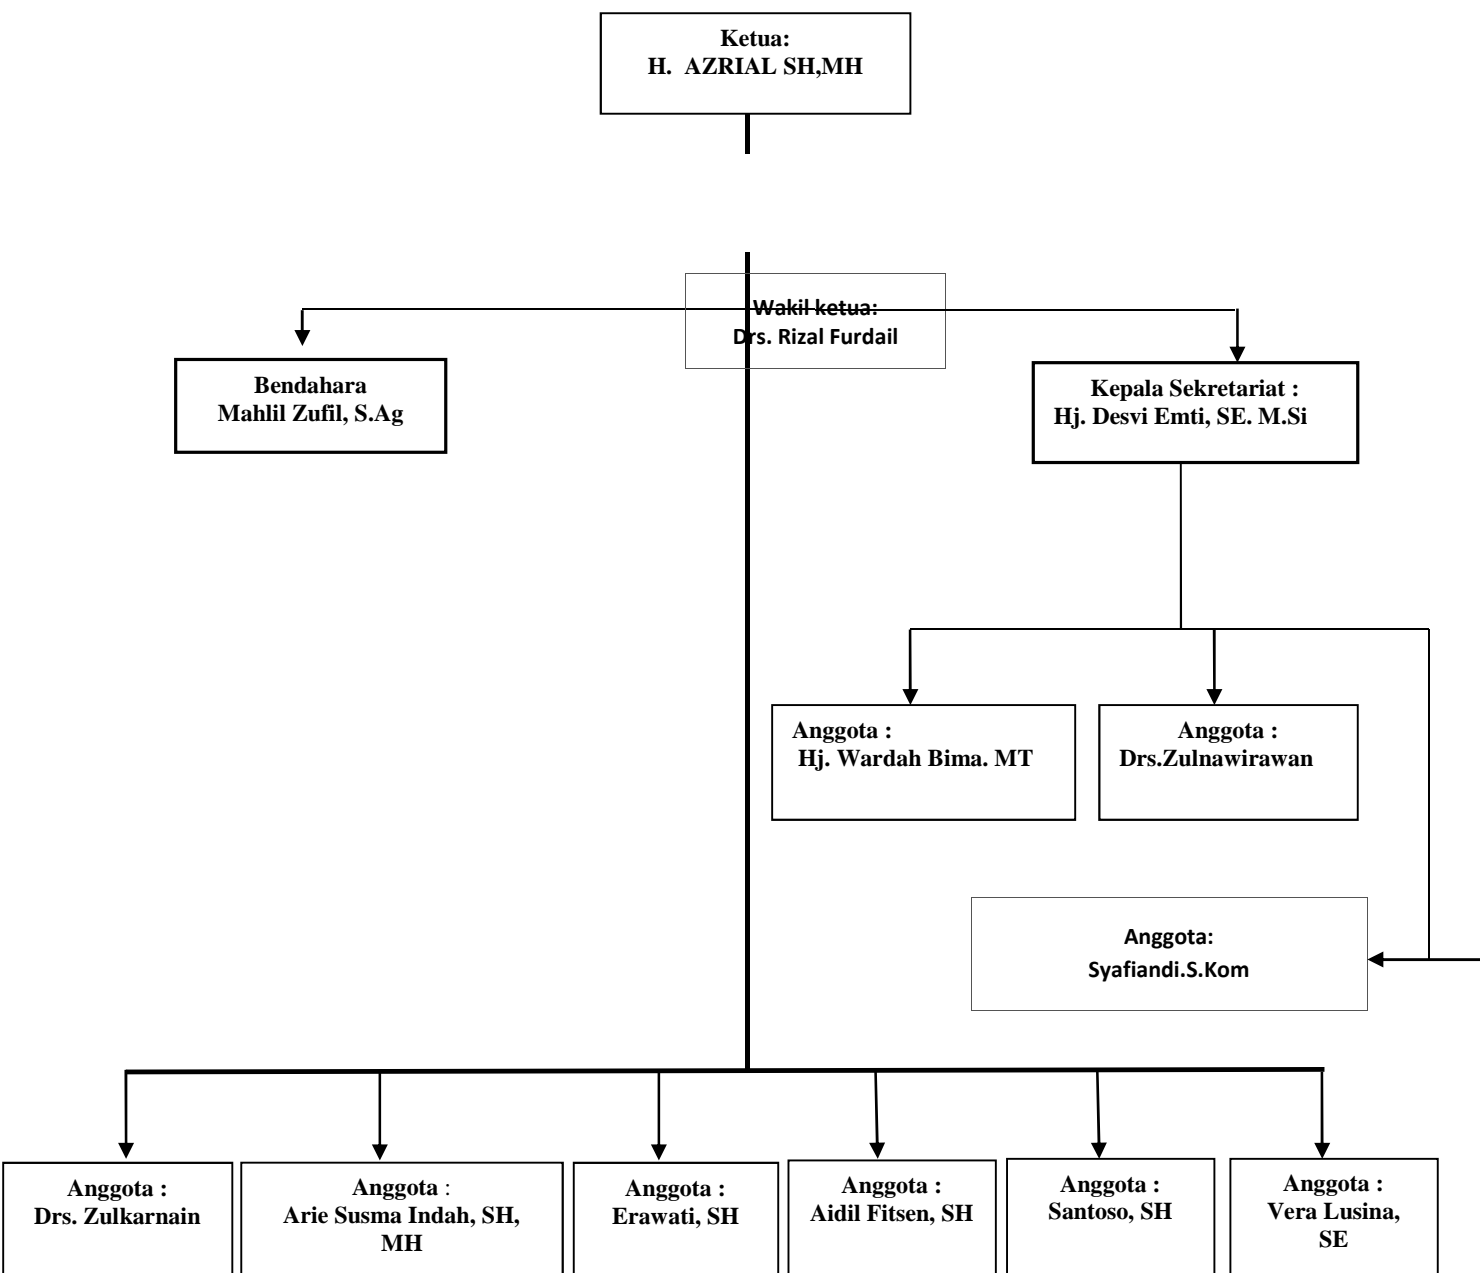 Ketua:
H. AZRIAL SH,MH
Wakil ketua:
Drs. Rizal Furdail
Bendahara
Mahlil Zufil, S.Ag
Kepala Sekretariat :
Hj. Desvi Emti, SE. M.Si
Anggota :
Hj. Wardah Bima. MT
Anggota :
Drs.Zulnawirawan
Anggota:
Syafiandi.S.Kom
Anggota :
Drs. Zulkarnain
Anggota :
Arie Susma Indah, SH,
MH
Anggota :
Erawati, SH
Anggota :
Aidil Fitsen, SH
Anggota :
Santoso, SH
Anggota :
Vera Lusina,
SE